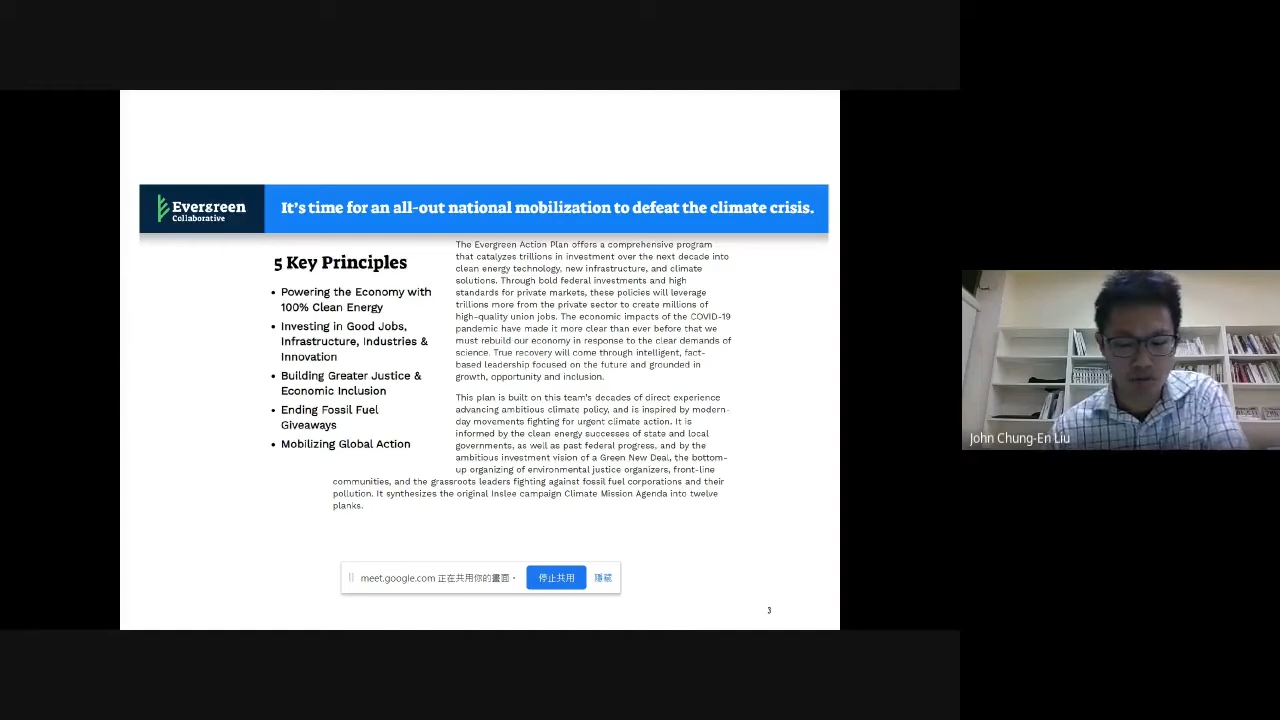 Evergreen
Collaborative
It's time for an all-out national mobilization to defeat the climate crisis.
5 Key Principles
• Powering the Economy with
100% Clean Energy
• Investing in Good Jobs,
Infrastructure, Industries &
Innovation
• Building Greater Justice &
Economic Inclusion
• Ending Fossil Fuel
Giveaways
• Mobilizing Global Action
The Evergreen Action Plan offers a comprehensive program
that catalyzes trillions in investment over the next decade into
clean energy technology, new infrastructure, and climate
solutions. Through bold federal investments and high
standards for private markets, these policies will leverage
trillions more from the private sector to create millions of
high-quality union jobs. The economic impacts of the COVID-19
pandemic have made it more clear than ever before that we
must rebuild our economy in response to the clear demands of
science. True recovery will come through intelligent, fact-
based leadership focused on the future and grounded in
growth, opportunity and inclusion.
This plan is built on this team's decades of direct experience
advancing ambitious climate policy, and is inspired by modern-
day movements fighting for urgent climate action. It is
informed by the clean energy successes of state and local
governments, as well as past federal progress, and by the
ambitious investment vision of a Green New Deal, the bottom-
up organizing of environmental justice organizers, front-line
communities, and the grassroots leaders fighting against fossil fuel corporations and their
pollution. It synthesizes the original Inslee campaign Climate Mission Agenda into twelve
planks.
meet.google.com 正在共用你的畫面。
停止共用
隱藏
3
John Chung-En Liu